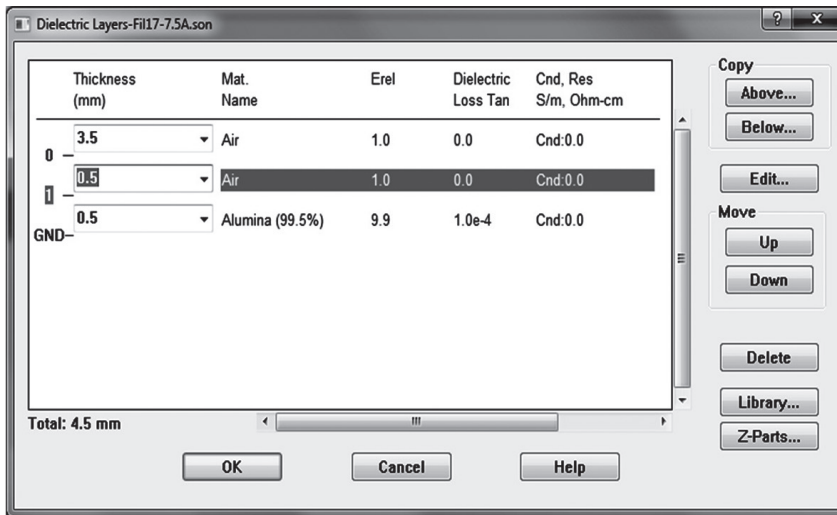 Dielectric Layers-Fil17-7.5A.son
Thickness (mm) Mat. Name Erel Dielectric Loss Tan Cnd, Res S/m, Ohm-cm
3.5 Air 1.0 0.0 Cnd:0.0
0
0.5 Air 1.0 0.0 Cnd:0.0
1
0.5 Alumina (99.5%) 9.9 1.0e-4 Cnd:0.0
GND
Total: 4.5 mm
OK Cancel Help
Copy
Above...
Below...
Edit...
Move
Up
Down
Delete
Library...
Z-Parts...